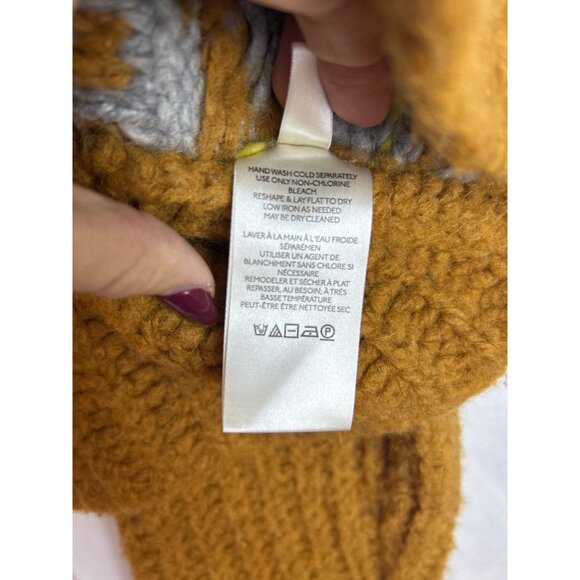 HAND WASH COLD SEPARATELY
USE ONLY NON-CHLORINE
BLEACH
RESHAPE & LAY FLAT TO DRY
LOW IRON AS NEEDED
MAY BE DRY CLEANED
LAVER À LA MAIN À L'EAU FROIDE
SÉPARÉMEN
UTILISER UN AGENT DE
BLANCHIMENT SANS CHLORE SI
NÉCESSAIRE
REMODELER ET SÉCHER À PLAT
REPASSER, AU BESOIN, À TRÈS
BASSE TEMPÉRATURE
PEUT-ÊTRE ÊTRE NETTOYÉE SEC
P